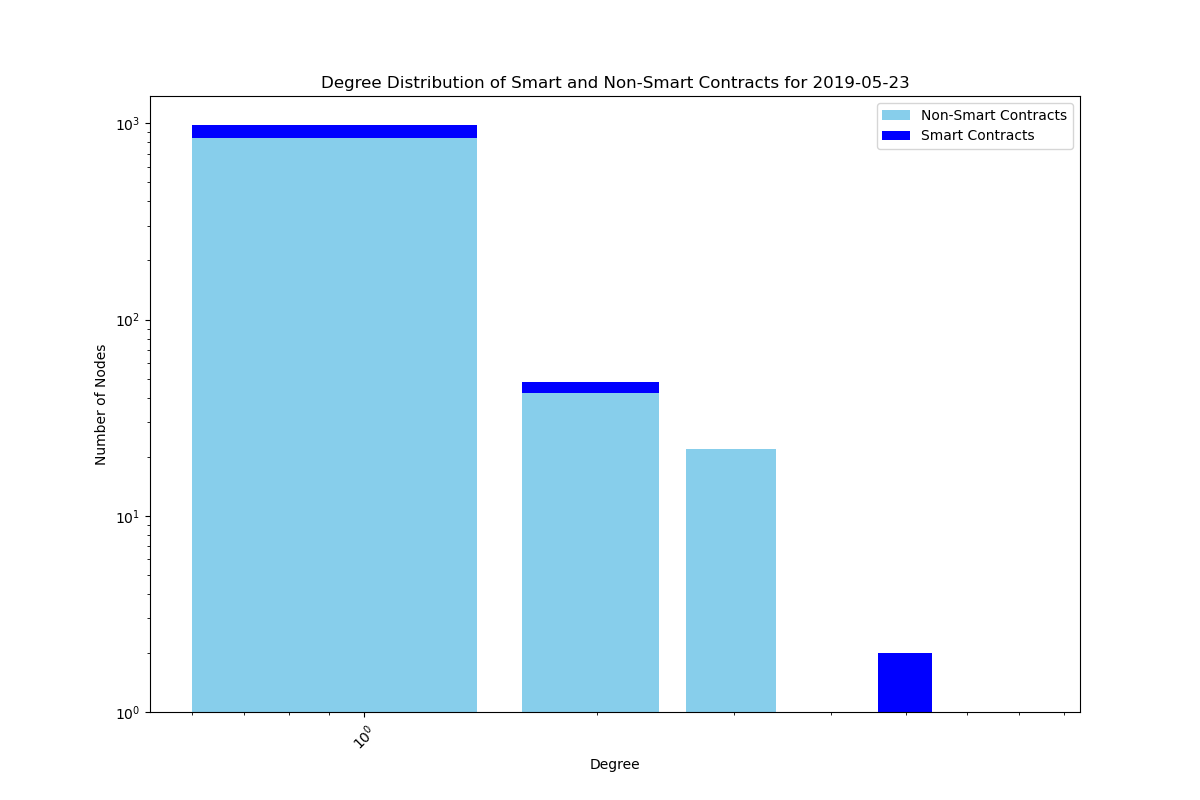 Degree Distribution of Smart and Non-Smart Contracts for 2019-05-23
Non-Smart Contracts
Smart Contracts
Number of Nodes
10³
10²
10¹
10⁰
10⁰
Degree